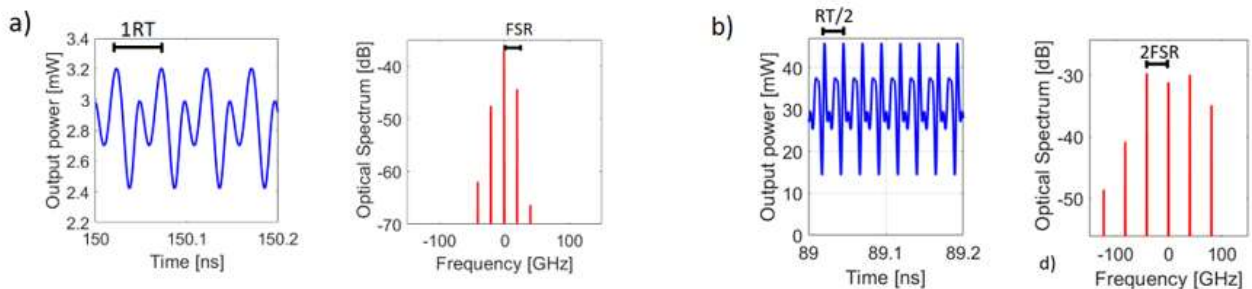 a)
1RT
Output power [mW]
3.4
3.2
3
2.8
2.6
2.4
2.2
150
150.1
150.2
Time [ns]
FSR
Optical Spectrum [dB]
-40
-50
-60
-70
-100
0
100
Frequency [GHz]
b)
RT/2
Output power [mW]
40
30
20
10
0
89
89.1
89.2
Time [ns]
2FSR
Optical Spectrum [dB]
-30
-40
-50
d)
-100
0
100
Frequency [GHz]